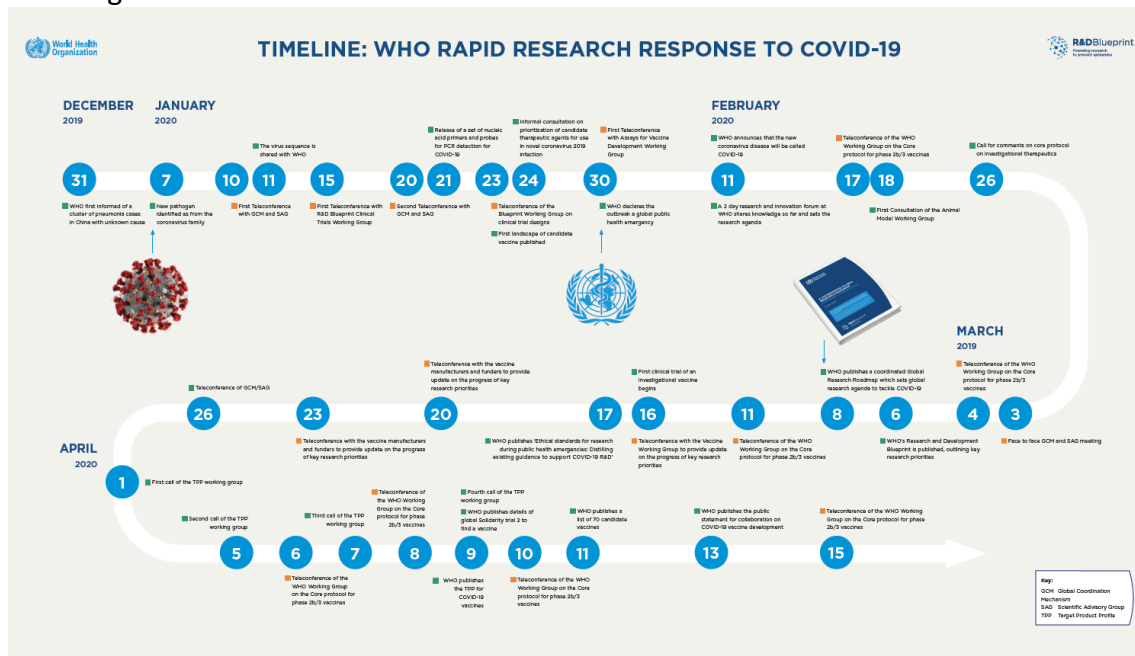 World Health
Organization
TIMELINE: WHO RAPID RESEARCH RESPONSE TO COVID-19
R&DBlueprint
Powering research
to prevent epidemics
DECEMBER
2019
JANUARY
2020
FEBRUARY
2020
The virus sequence is
shared with WHO
Release of a set of nucleic
acid primers and probes
for PCR detection for
COVID-19
Informal consultation on
prioritization of candidate
therapeutic agents for use
in novel coronavirus 2019
infection
First Teleconference
with Assays for Vaccine
Development Working
Group
WHO announces that the new
coronavirus disease will be called
COVID-19
Teleconference of the WHO
Working Group on the Core
protocol for phase 2b/3 vaccines
Call for comments on core protocol
on investigational therapeutics
31
7
10
11
15
20
21
23
24
30
11
17
18
26
WHO first informed of a
cluster of pneumonia cases
in China with unknown cause
New pathogen
identified as from the
coronavirus family
First Teleconference
with GCM and SAG
First Teleconference with
R&D Blueprint Clinical
Trials Working Group
Second Teleconference with
GCM and SAG
Teleconference of the
Blueprint Working Group on
clinical trial designs
First landscape of candidate
vaccine published
WHO declares the
outbreak a global public
health emergency
A 2 day research and innovation forum at
WHO shares knowledge so far and sets the
research agenda
First Consultation of the Animal
Model Working Group
MARCH
2019
Teleconference of GCM/SAG
Teleconference with the vaccine
manufacturers and funders to provide
update on the progress of key
research priorities
First clinical trial of an
investigational vaccine
begins
WHO publishes a coordinated Global
Research Roadmap which sets global
research agenda to tackle COVID-19
Teleconference of the WHO
Working Group on the Core
protocol for phase 2b/3
vaccines
26
23
20
17
16
11
8
6
4
3
Teleconference with the vaccine manufacturers
and funders to provide update on the progress
of key research priorities
WHO publishes 'Ethical standards for research
during public health emergencies: Distilling
existing guidance to support COVID-19 R&D'
Teleconference with the Vaccine
Working Group to provide update
on the progress of key research
priorities
Teleconference of the WHO
Working Group on the Core
protocol for phase 2b/3 vaccines
WHO's Research and Development
Blueprint is published, outlining key
research priorities
Face to face GCM and SAG meeting
APRIL
2020
1
First call of the TPP working group
Second call of the TPP
working group
Third call of the TPP
working group
Teleconference of
the WHO Working
Group on the Core
protocol for phase
2b/3 vaccines
Fourth call of the TPP
working group
WHO publishes details of
global Solidarity trial 2 to
find a vaccine
WHO publishes a
list of 70 candidate
vaccines
WHO publishes the public
statement for collaboration on
COVID-19 vaccine development
Teleconference of the WHO Working
Group on the Core protocol for phase
2b/3 vaccines
5
6
7
8
9
10
11
13
15
Teleconference of the
WHO Working Group
on the Core protocol for
phase 2b/3 vaccines
WHO publishes
the TPP for
COVID-19
vaccines
Teleconference of the WHO
Working Group on the Core
protocol for phase 2b/3 vaccines
Key:
GCM Global Coordination
Mechanism
SAG Scientific Advisory Group
TPP Target Product Profile